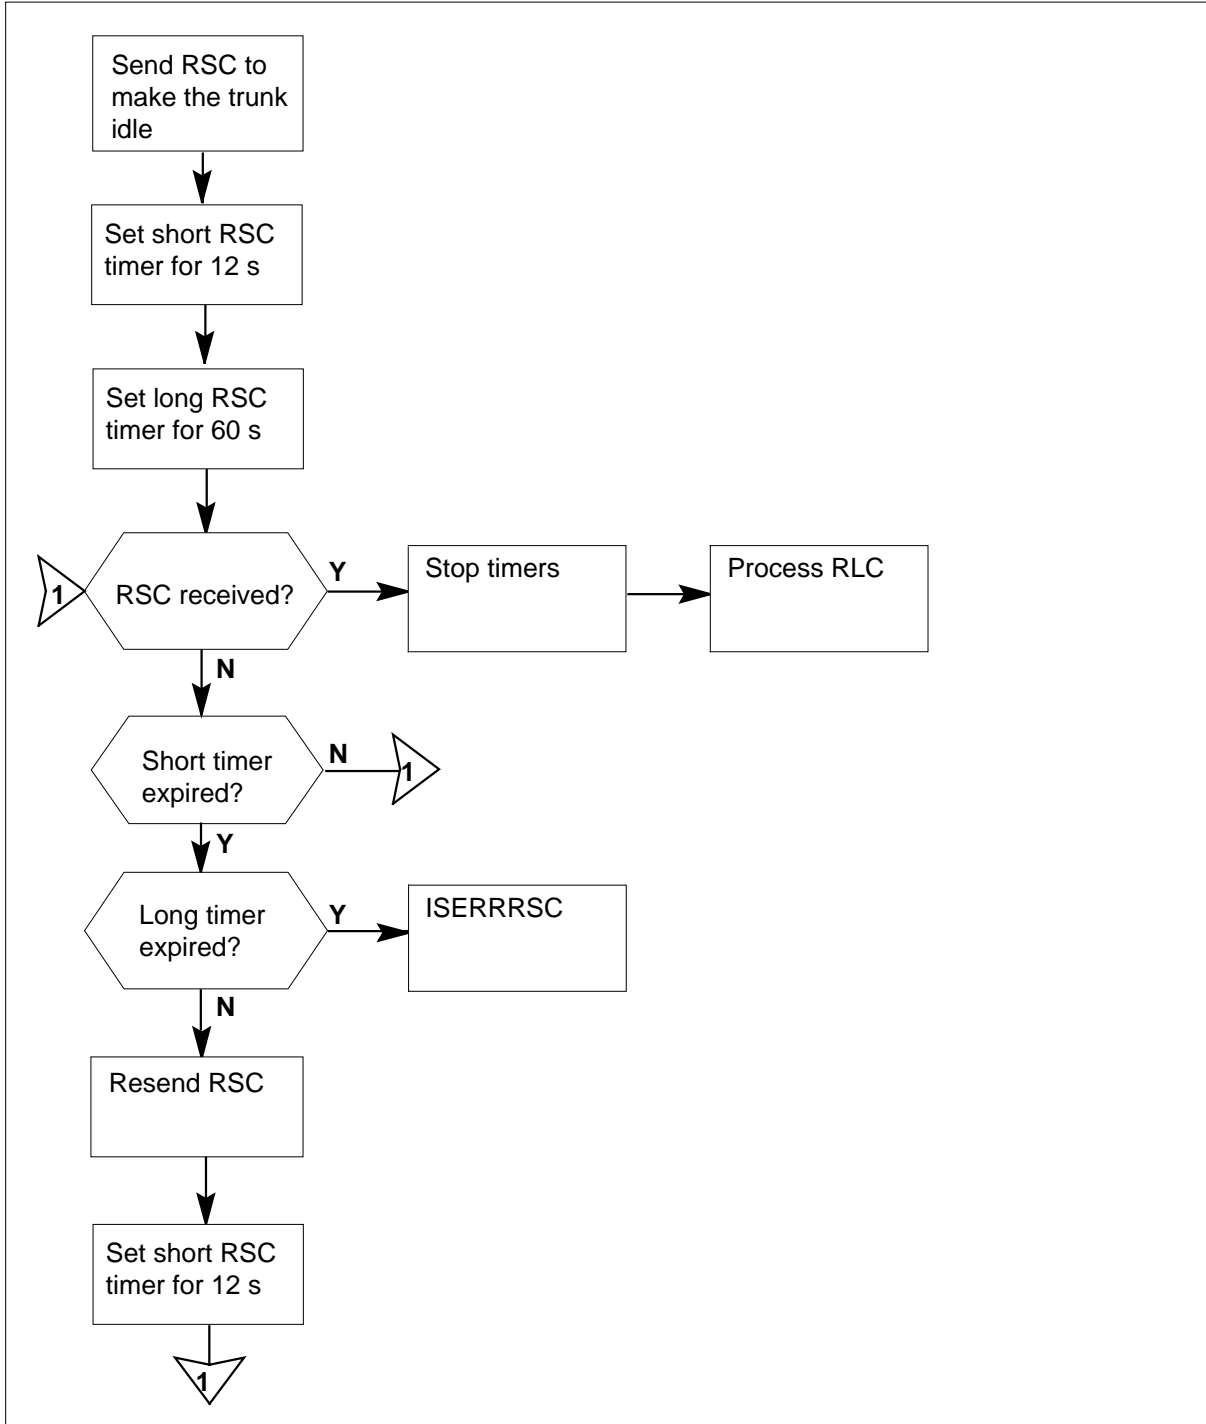 Send RSC to
make the trunk
idle
Set short RSC
timer for 12 s
Set long RSC
timer for 60 s
1
RSC received?
Y
Stop timers
Process RLC
N
Short timer
expired?
N
1
Y
Long timer
expired?
Y
ISERRRSC
N
Resend RSC
Set short RSC
timer for 12 s
1